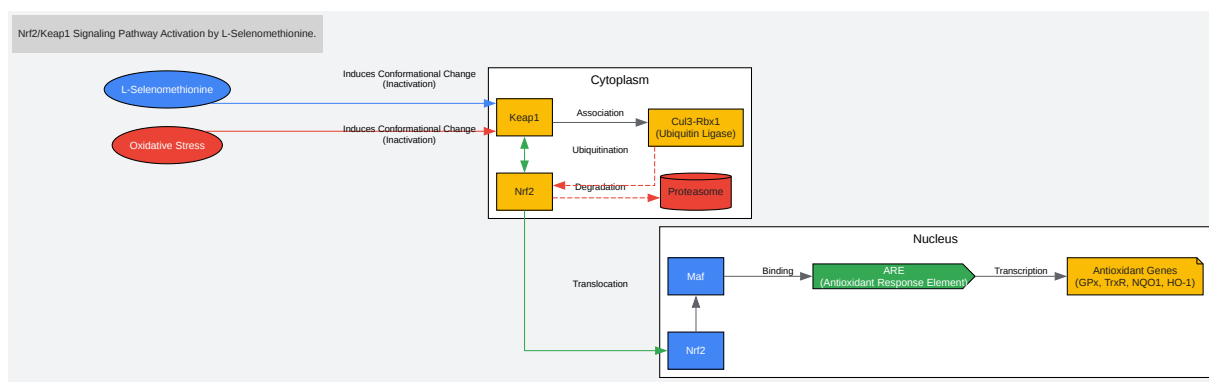 Nrf2/Keap1 Signaling Pathway Activation by L-Selenomethionine.
L-Selenomethionine
Induces Conformational Change
(Inactivation)
Oxidative Stress
Induces Conformational Change
(Inactivation)
Cytoplasm
Keap1
Association
Cul3-Rbx1
(Ubiquitin Ligase)
Ubiquitination
Nrf2
Degradation
Proteasome
Translocation
Nucleus
Maf
Binding
ARE
(Antioxidant Response Element)
Transcription
Antioxidant Genes
(GPx, TrxR, NQO1, HO-1)
Nrf2